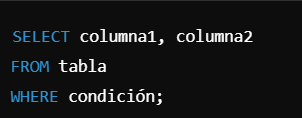 SELECT columna1, columna2
FROM tabla
WHERE condición;